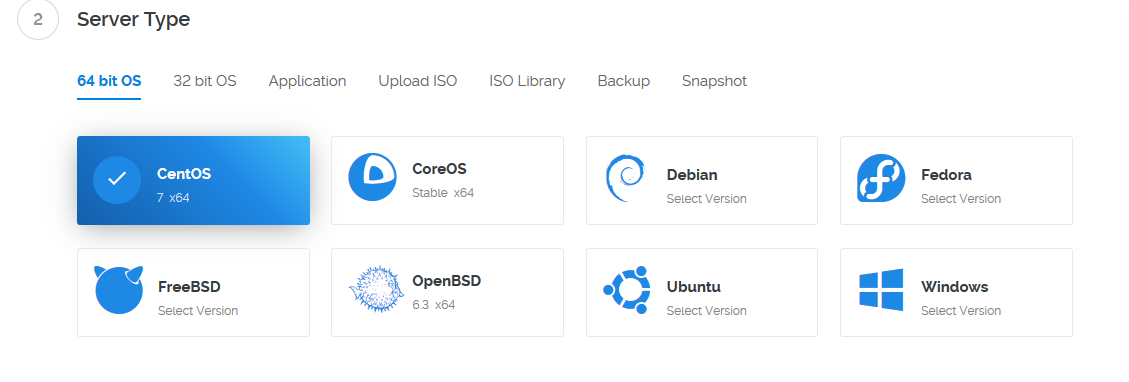 2 Server Type
64 bit OS 32 bit OS Application Upload ISO ISO Library Backup Snapshot
CentOS
7 x64
CoreOS
Stable x64
Debian
Select Version
Fedora
Select Version
FreeBSD
Select Version
OpenBSD
6.3 x64
Ubuntu
Select Version
Windows
Select Version